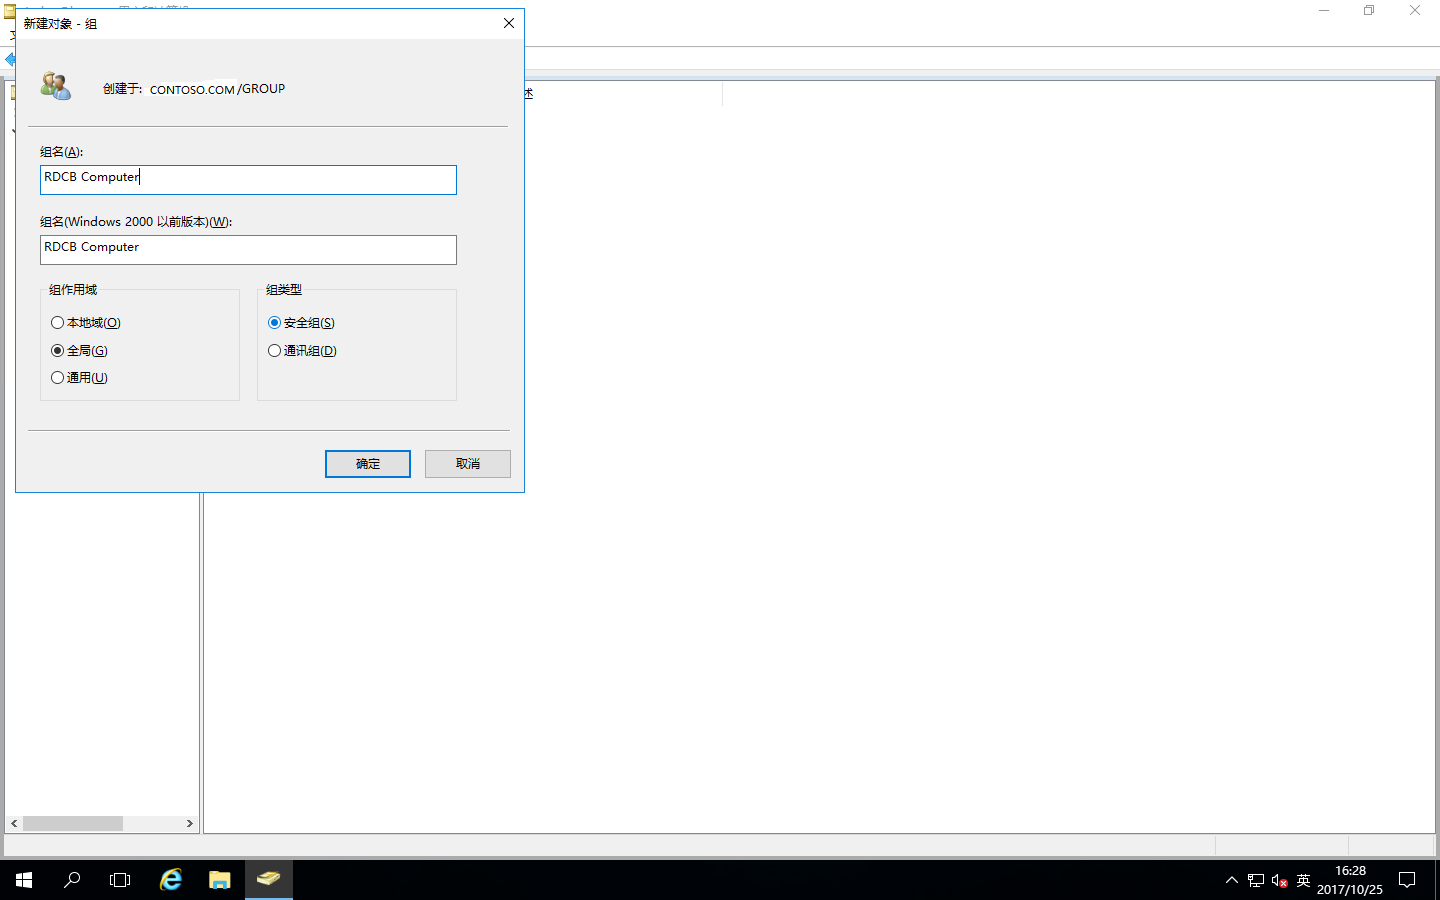 新建对象 - 组
创建于: CONTOSO.COM /GROUP
述
组名(A):
RDCB Computer
组名(Windows 2000 以前版本)(W):
RDCB Computer
组作用域
本地域(O)
全局(G)
通用(U)
组类型
安全组(S)
通讯组(D)
确定
取消
英
16:28
2017/10/25